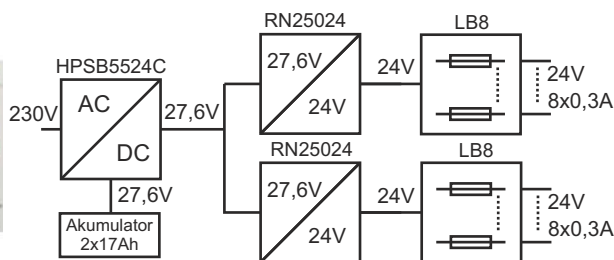 RN25024
LB8
HPSB5524C
27,6V
24V
24V
24V
8x0,3A
230V
AC
DC
27,6V
RN25024
LB8
27,6V
27,6V
24V
24V
24V
8x0,3A
Akumulator
2x17Ah